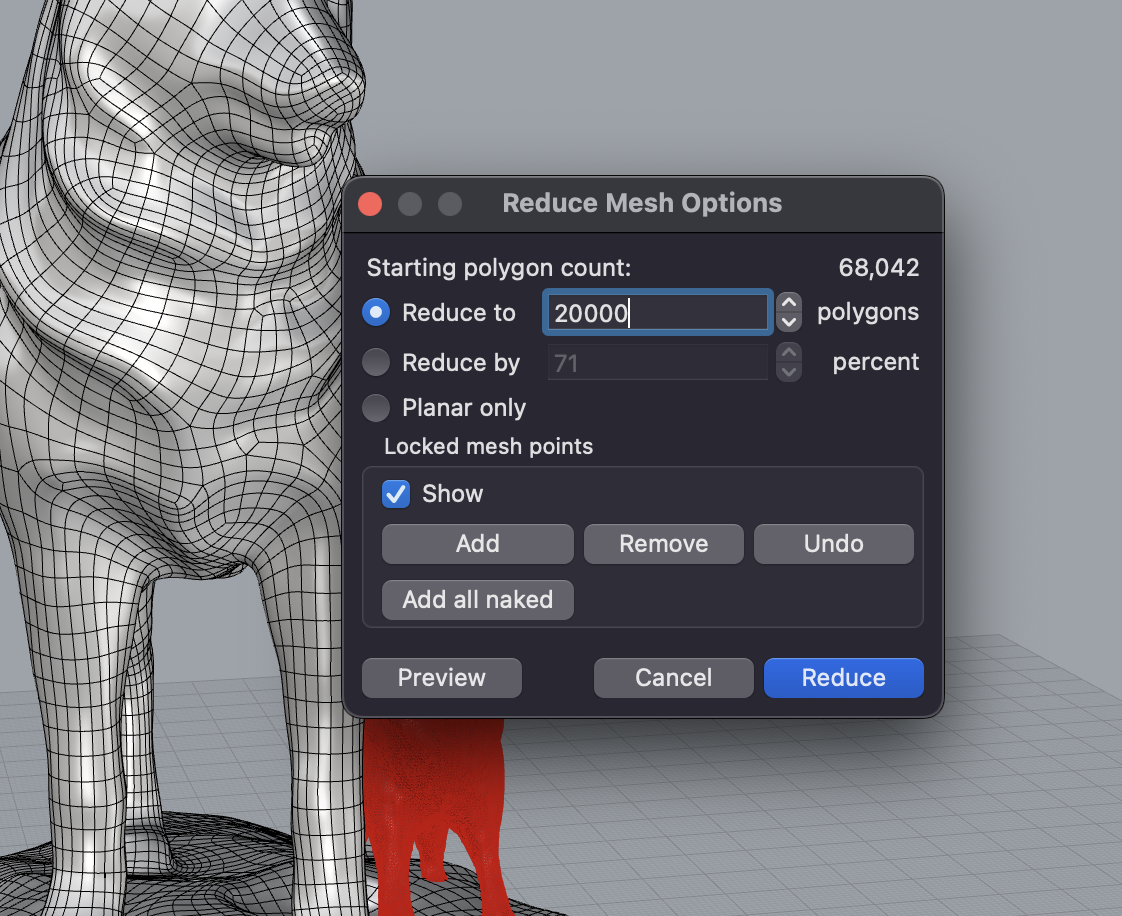 Reduce Mesh Options
Starting polygon count: 68,042
Reduce to 20000 polygons
Reduce by 71 percent
Planar only
Locked mesh points
Show
Add Remove Undo
Add all naked
Preview Cancel Reduce